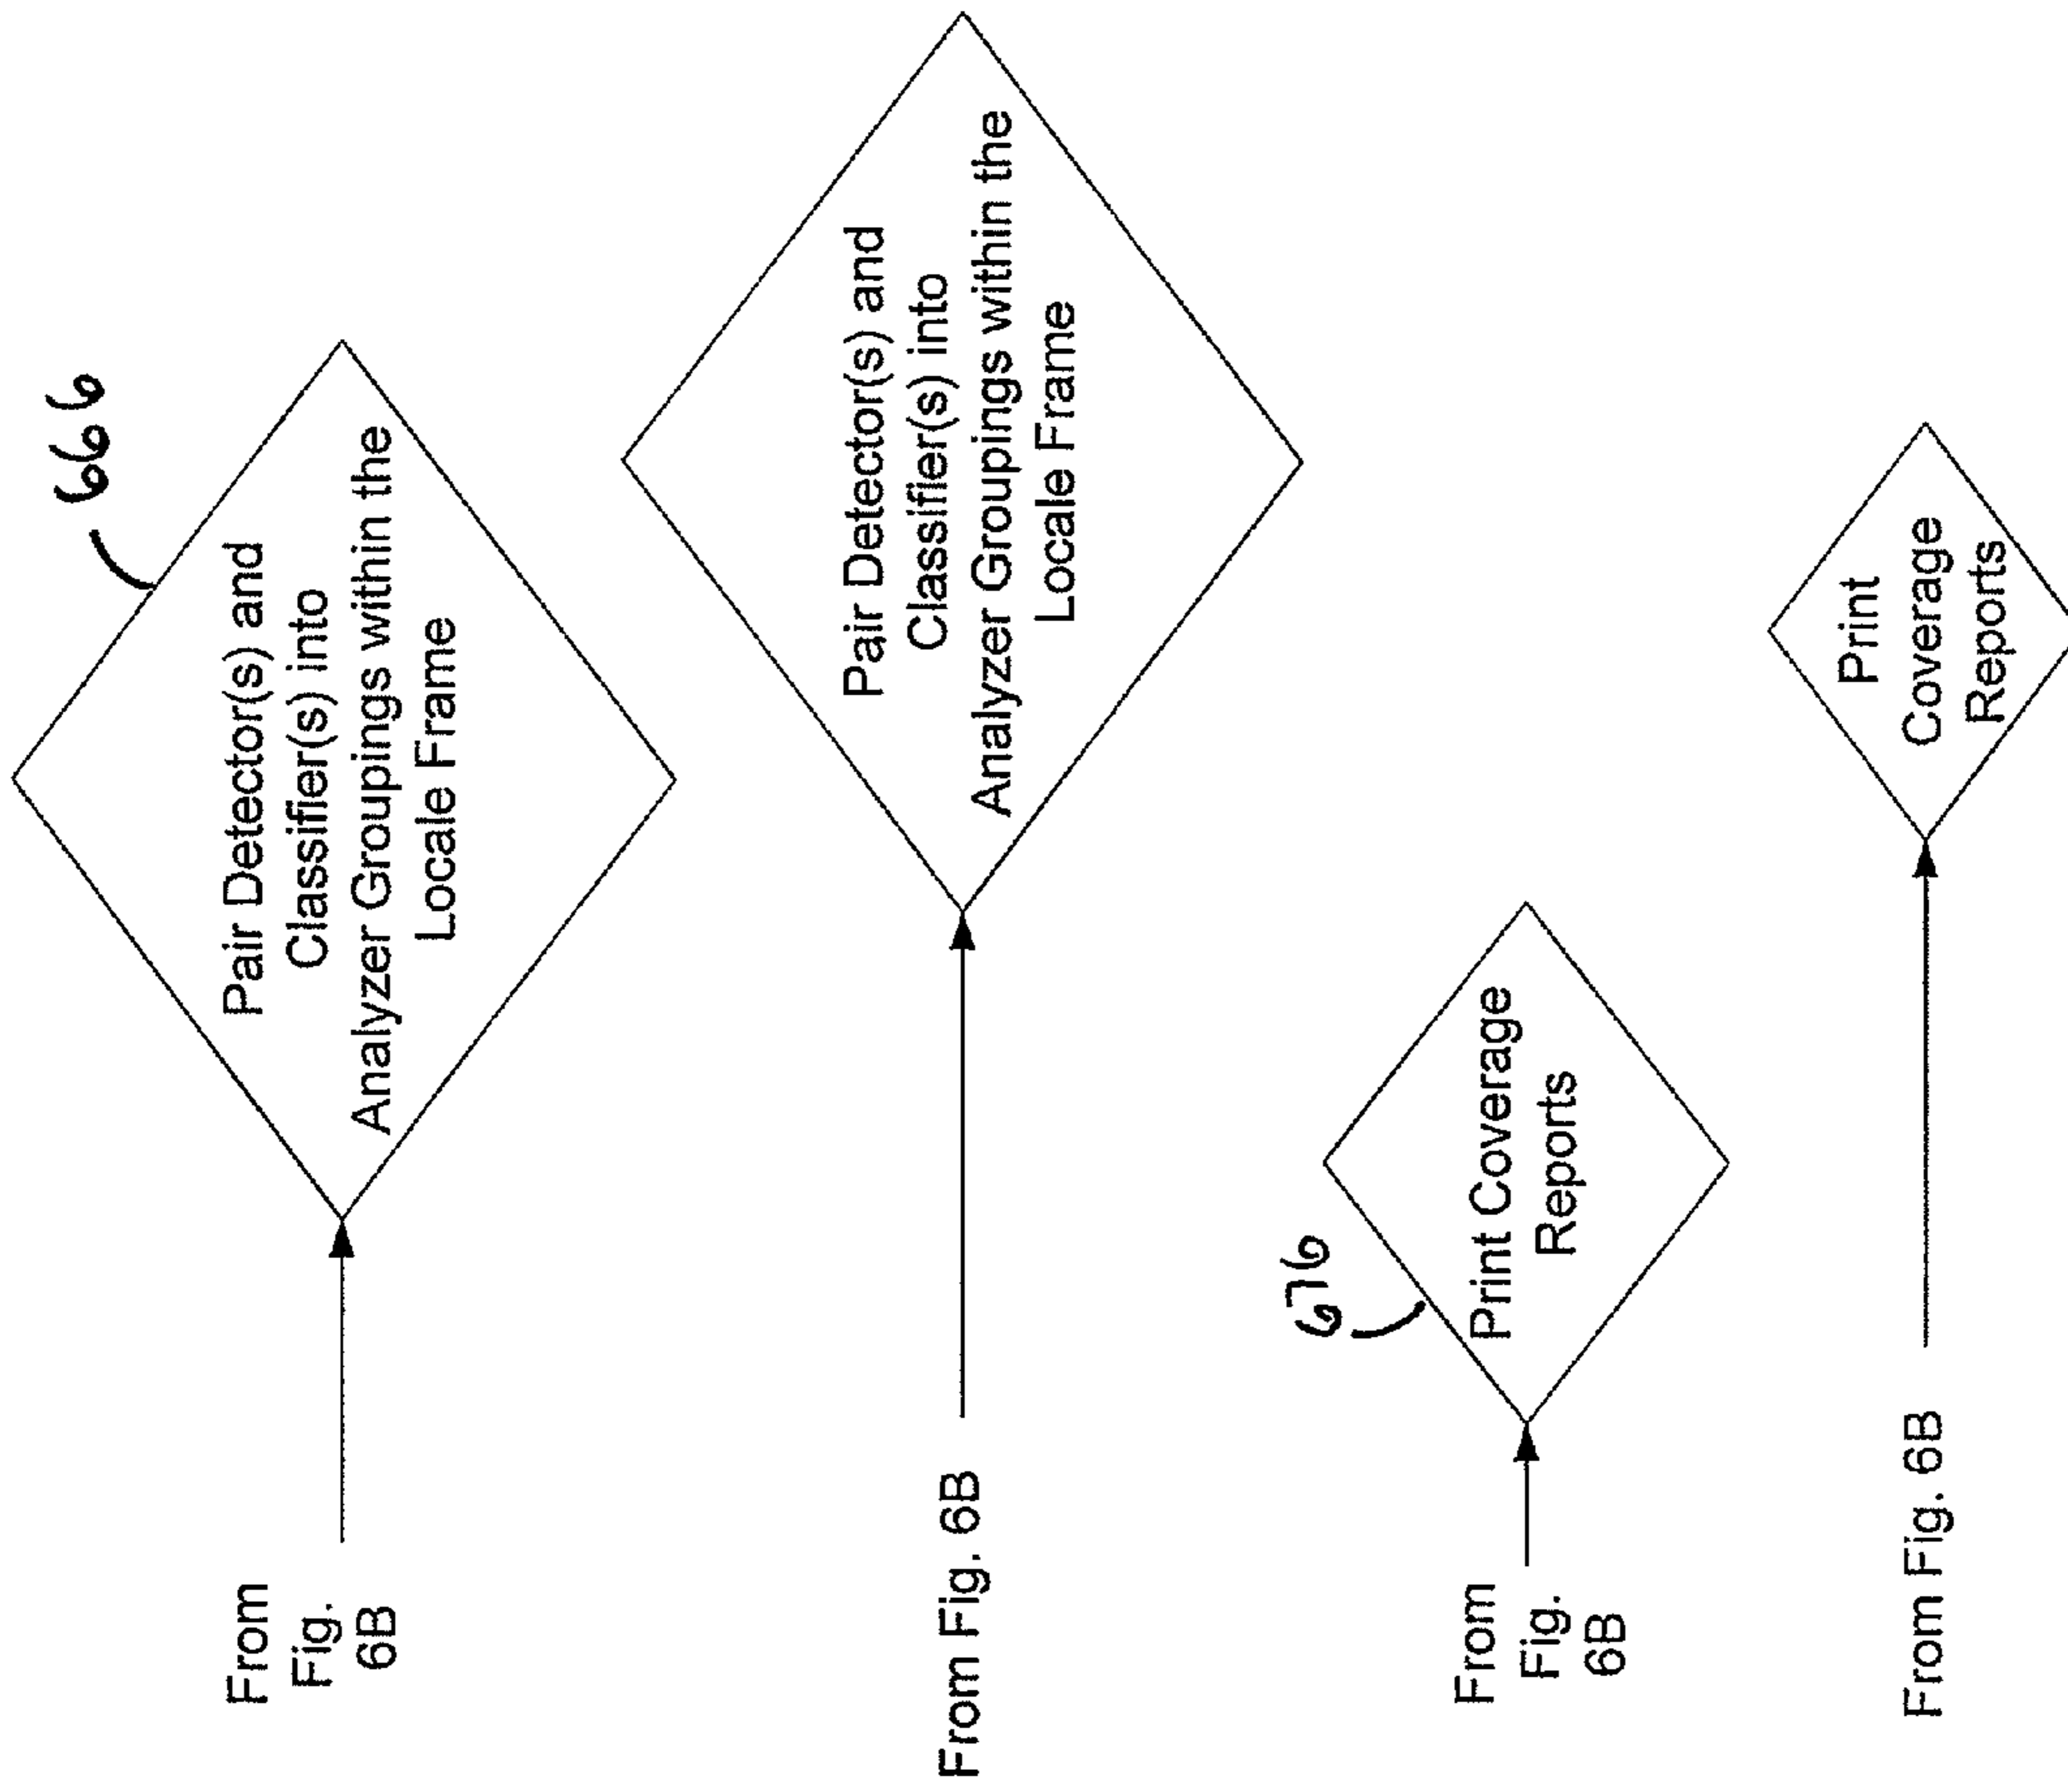 666
From
Fig.
6B
Pair Detector(s) and
Classifier(s) into
Analyzer Groupings within the
Locale Frame
From Fig. 6B
Pair Detector(s) and
Classifier(s) into
Analyzer Groupings within the
Locale Frame
676
From
Fig.
6B
Print Coverage
Reports
From Fig. 6B
Print
Coverage
Reports